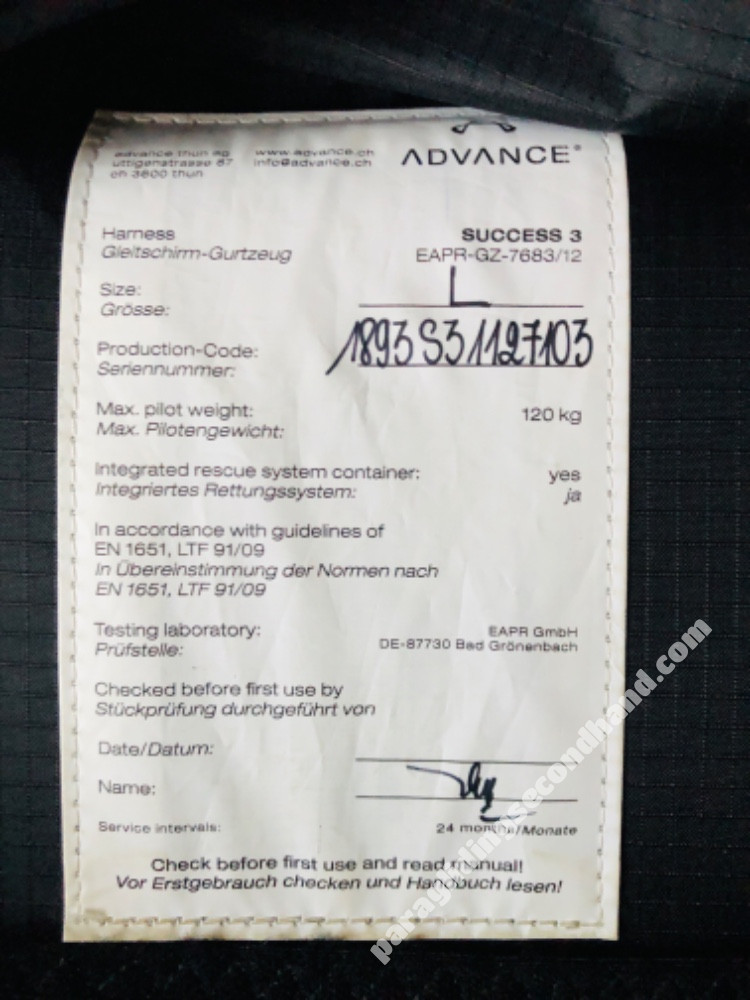 advance thun ag www.advance.ch
uttigenstrasse 87 info@advance.ch
ch 3600 thun
ADVANCE®
Harness SUCCESS 3
Gleitschirm-Gurtzeug EAPR-GZ-7683/12
Size: L
Grösse:
Production-Code: 1893S31127103
Seriennummer:
Max. pilot weight: 120 kg
Max. Pilotengewicht:
Integrated rescue system container: yes
Integriertes Rettungssystem: ja
In accordance with guidelines of
EN 1651, LTF 91/09
In Übereinstimmung der Normen nach
EN 1651, LTF 91/09
Testing laboratory: EAPR GmbH
Prüfstelle: DE-87730 Bad Grönenbach
Checked before first use by
Stückprüfung durchgeführt von
Date/Datum:
Name:
Service intervals: 24 months/Monate
Check before first use and read manual!
Vor Erstgebrauch checken und Handbuch lesen!
paraglidingsecondhand.com